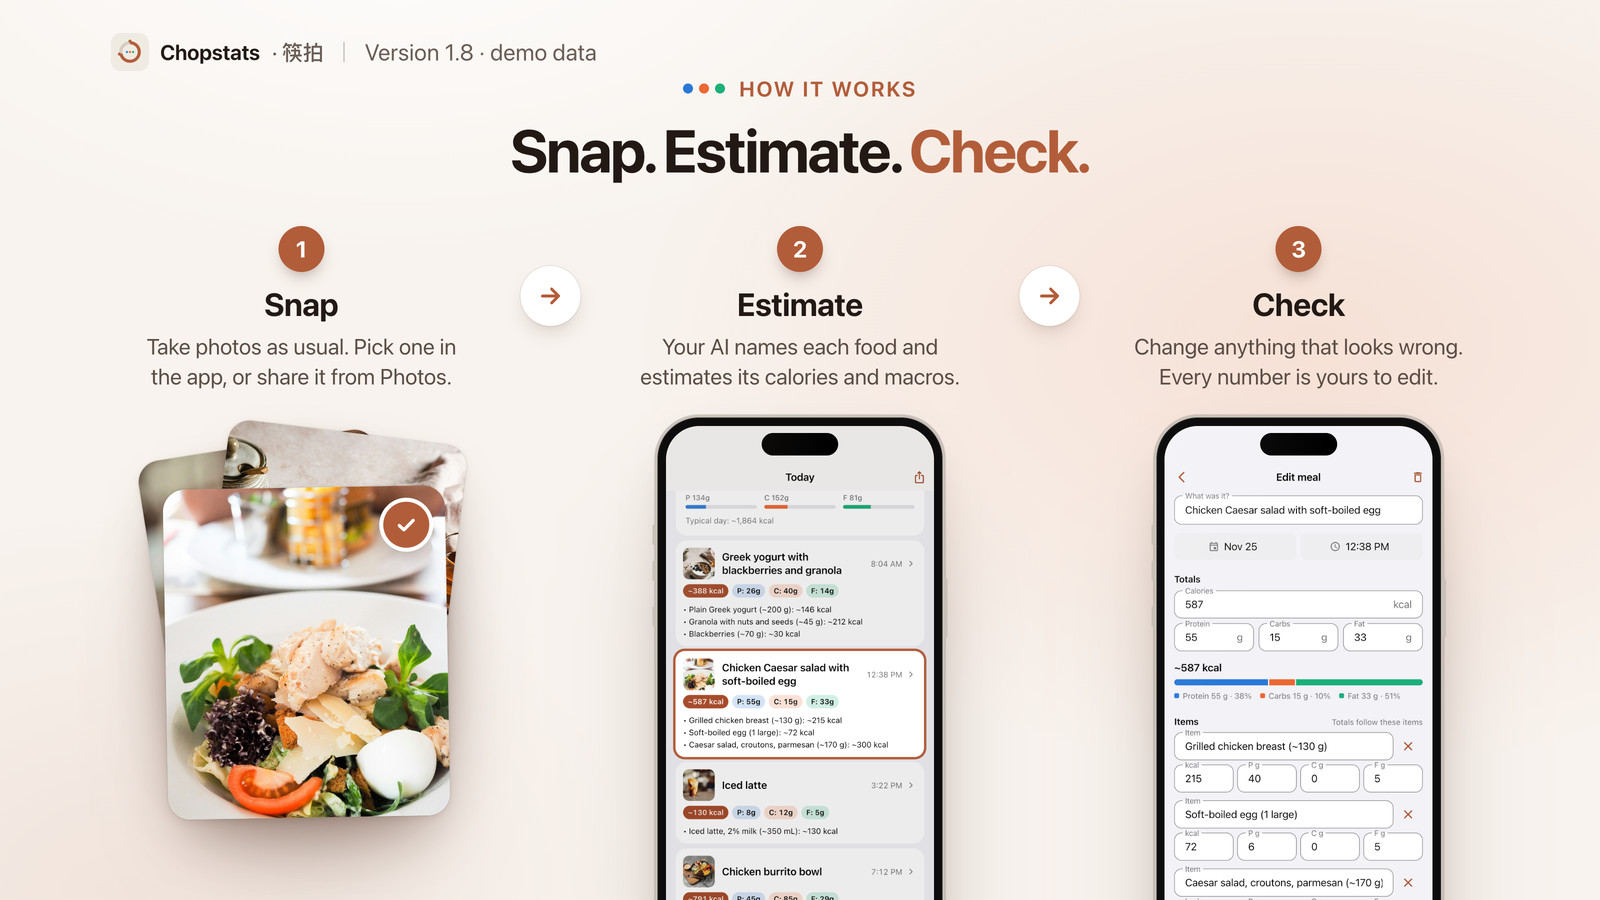 Chopstats · 筷拍 | Version 1.8 · demo data
HOW IT WORKS
Snap. Estimate. Check.
1
Snap
Take photos as usual. Pick one in
the app, or share it from Photos.
2
Estimate
Your AI names each food and
estimates its calories and macros.
3
Check
Change anything that looks wrong.
Every number is yours to edit.
Today
P 134g C 152g F 81g
Typical day: ~1,864 kcal
Greek yogurt with
blackberries and granola
8:04 AM
~388 kcal P: 26g C: 40g F: 14g
• Plain Greek yogurt (~200 g): ~146 kcal
• Granola with nuts and seeds (~45 g): ~212 kcal
• Blackberries (~70 g): ~30 kcal
Chicken Caesar salad with
soft-boiled egg
12:38 PM
~587 kcal P: 55g C: 15g F: 33g
• Grilled chicken breast (~130 g): ~215 kcal
• Soft-boiled egg (1 large): ~72 kcal
• Caesar salad, croutons, parmesan (~170 g): ~300 kcal
Iced latte
3:22 PM
~130 kcal P: 8g C: 12g F: 5g
• Iced latte, 2% milk (~350 mL): ~130 kcal
Chicken burrito bowl
7:12 PM
~791 kcal P: 45g C: 85g F: 29g
Edit meal
What was it?
Chicken Caesar salad with soft-boiled egg
Nov 25
12:38 PM
Totals
Calories
587 kcal
Protein Carbs Fat
55 g 15 g 33 g
~587 kcal
Protein 55 g · 38% Carbs 15 g · 10% Fat 33 g · 51%
Items Totals follow these items
Item
Grilled chicken breast (~130 g)
kcal P g C g F g
215 40 0 5
Item
Soft-boiled egg (1 large)
kcal P g C g F g
72 6 0 5
Item
Caesar salad, croutons, parmesan (~170 g)